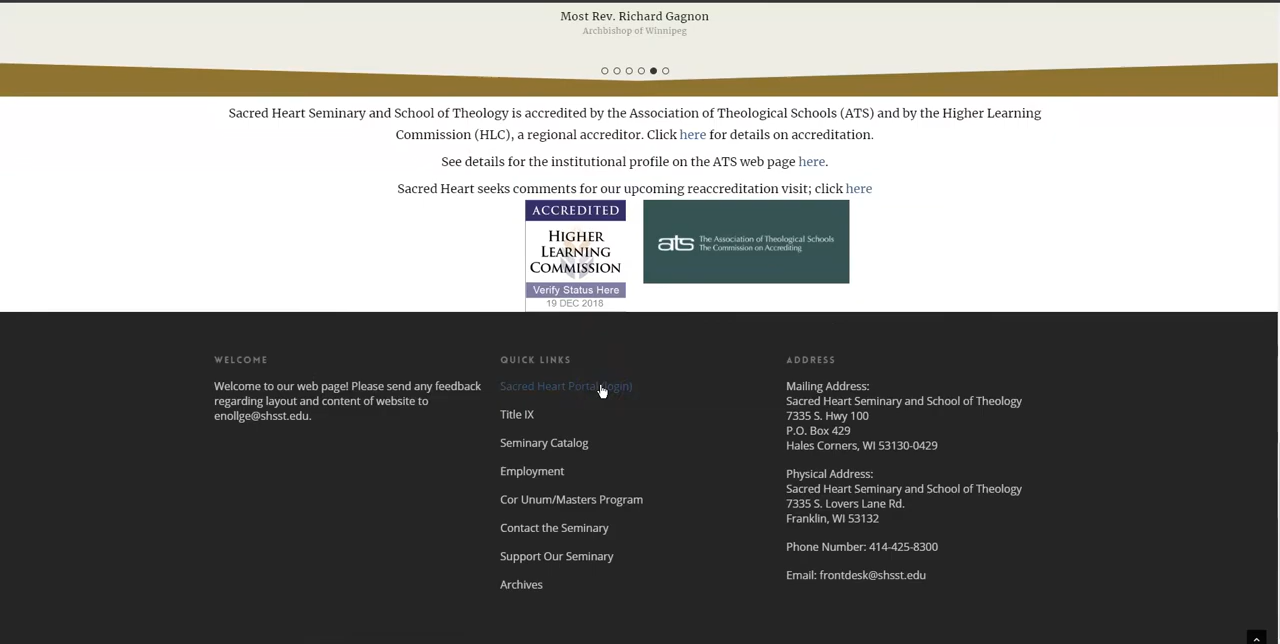 Most Rev. Richard Gagnon
Archbishop of Winnipeg
Sacred Heart Seminary and School of Theology is accredited by the Association of Theological Schools (ATS) and by the Higher Learning
Commission (HLC), a regional accreditor. Click here for details on accreditation.
See details for the institutional profile on the ATS web page here.
Sacred Heart seeks comments for our upcoming reaccreditation visit; click here
ACCREDITED
HIGHER
LEARNING
COMMISSION
Verify Status Here
19 DEC 2018
ats The Association of Theological Schools
The Commission on Accrediting
WELCOME
Welcome to our web page! Please send any feedback
regarding layout and content of website to
enollge@shsst.edu.
QUICK LINKS
Sacred Heart Portal (login)
Title IX
Seminary Catalog
Employment
Cor Unum/Masters Program
Contact the Seminary
Support Our Seminary
Archives
ADDRESS
Mailing Address:
Sacred Heart Seminary and School of Theology
7335 S. Hwy 100
P.O. Box 429
Hales Corners, WI 53130-0429
Physical Address:
Sacred Heart Seminary and School of Theology
7335 S. Lovers Lane Rd.
Franklin, WI 53132
Phone Number: 414-425-8300
Email: frontdesk@shsst.edu